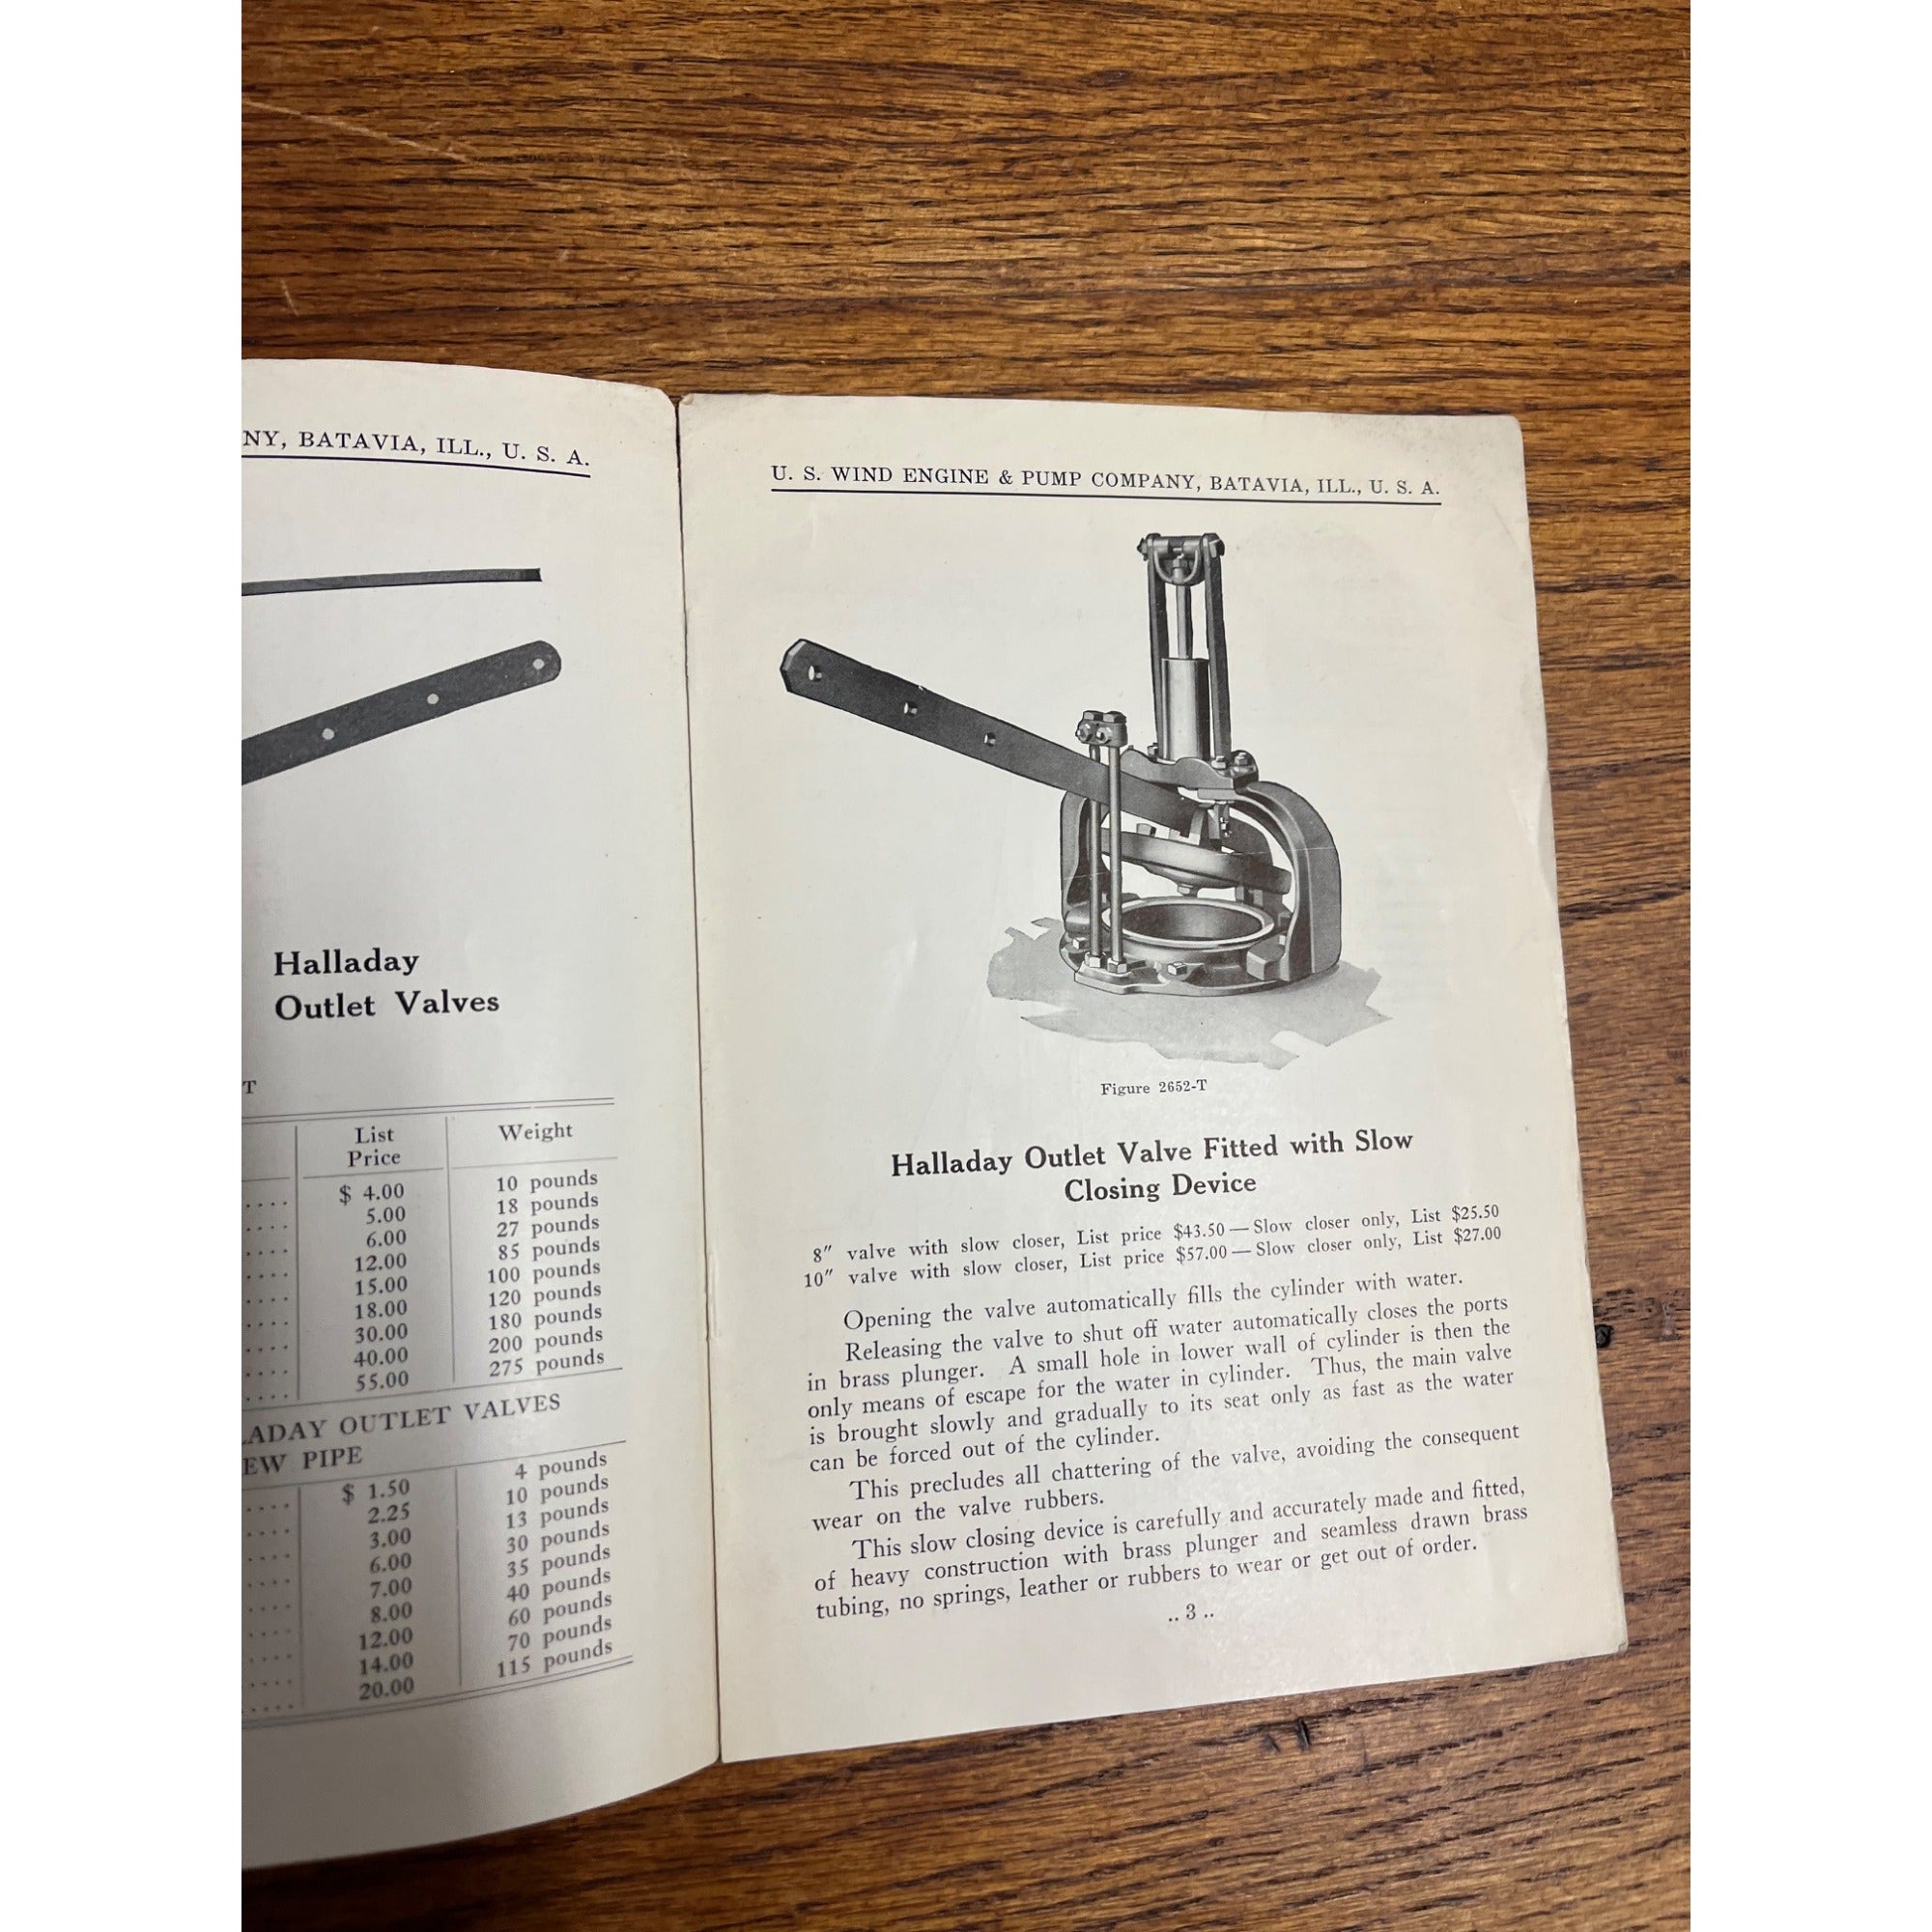 NY, BATAVIA, ILL., U. S. A.
Halladay
Outlet Valves
T
List Price Weight
$ 4.00 10 pounds
5.00 18 pounds
6.00 27 pounds
12.00 85 pounds
15.00 100 pounds
18.00 120 pounds
30.00 180 pounds
40.00 200 pounds
55.00 275 pounds
LADAY OUTLET VALVES
EW PIPE
$ 1.50 4 pounds
2.25 10 pounds
3.00 13 pounds
6.00 30 pounds
7.00 35 pounds
8.00 40 pounds
12.00 60 pounds
14.00 70 pounds
20.00 115 pounds
U. S. WIND ENGINE & PUMP COMPANY, BATAVIA, ILL., U. S. A.
Figure 2652-T
Halladay Outlet Valve Fitted with Slow
Closing Device
8" valve with slow closer, List price $43.50 — Slow closer only, List $25.50
10" valve with slow closer, List price $57.00 — Slow closer only, List $27.00
Opening the valve automatically fills the cylinder with water.
Releasing the valve to shut off water automatically closes the ports
in brass plunger. A small hole in lower wall of cylinder is then the
only means of escape for the water in cylinder. Thus, the main valve
is brought slowly and gradually to its seat only as fast as the water
can be forced out of the cylinder.
This precludes all chattering of the valve, avoiding the consequent
wear on the valve rubbers.
This slow closing device is carefully and accurately made and fitted,
of heavy construction with brass plunger and seamless drawn brass
tubing, no springs, leather or rubbers to wear or get out of order.
.. 3 ..